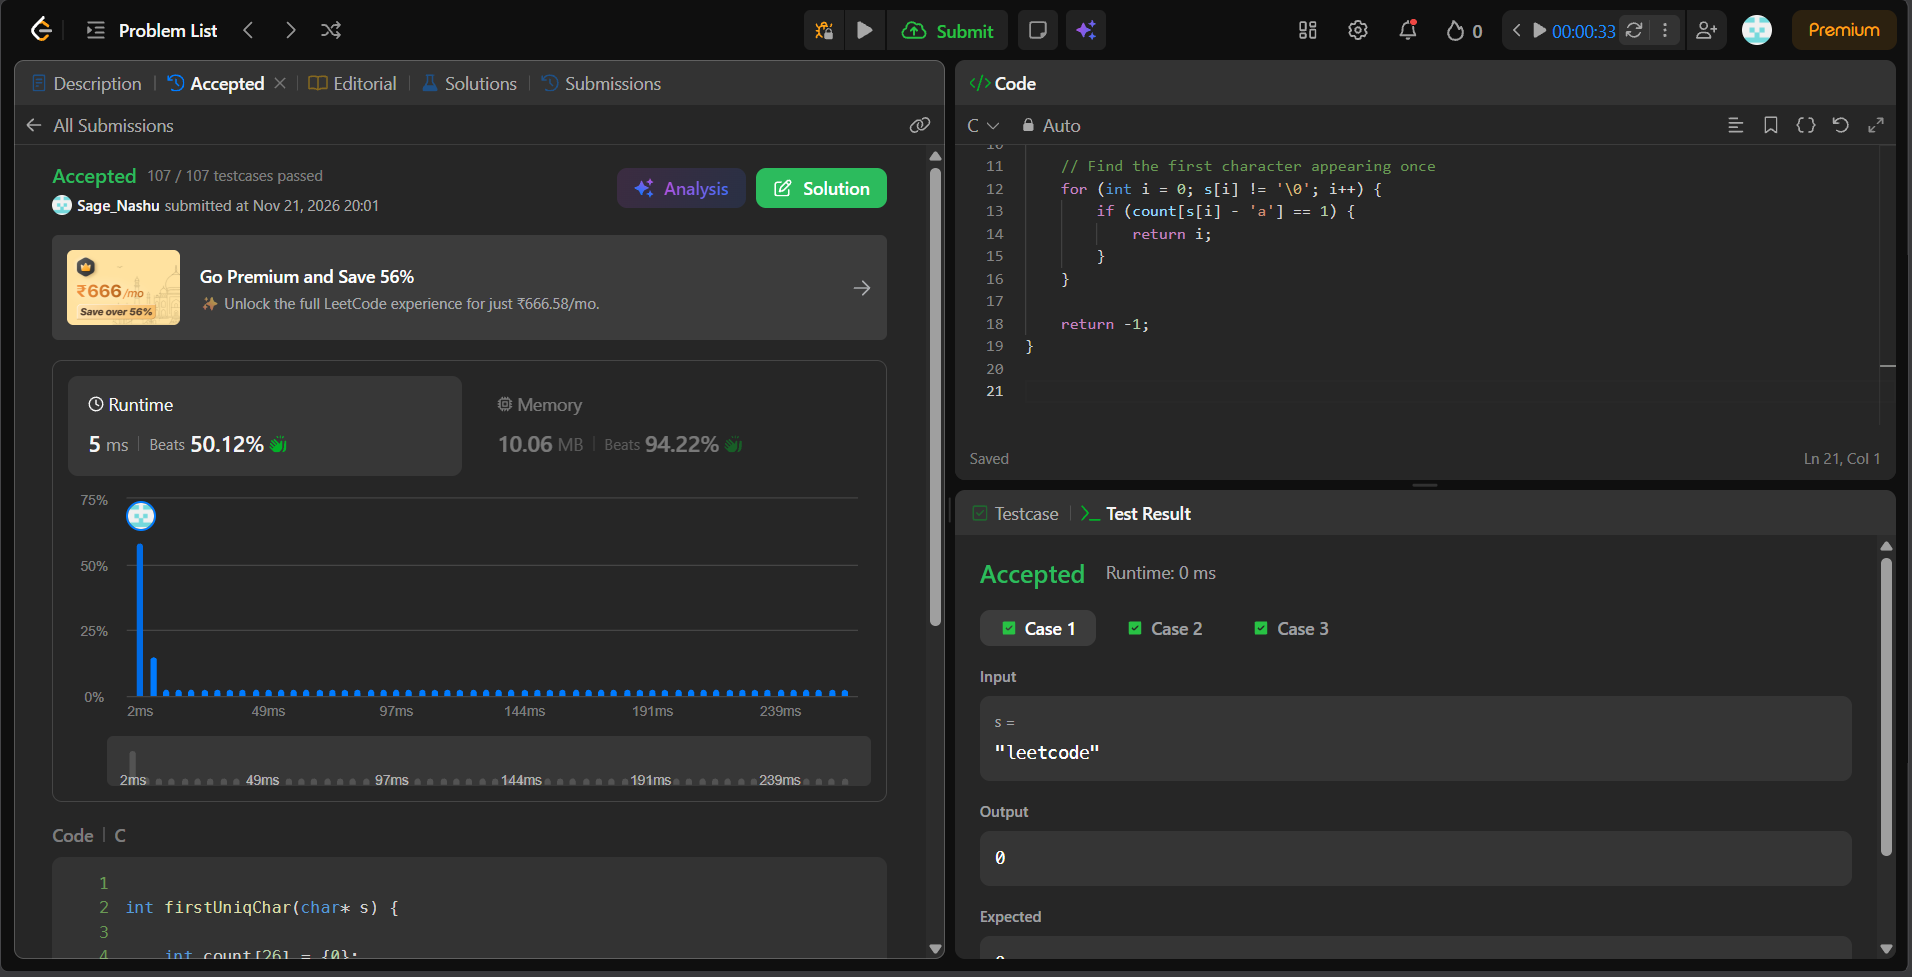 Problem List
Submit
0
00:00:33
Premium
Description
Accepted
Editorial
Solutions
Submissions
All Submissions
Accepted 107 / 107 testcases passed
Sage_Nashu submitted at Nov 21, 2026 20:01
Analysis
Solution
₹666 /mo
Save over 56%
Go Premium and Save 56%
✨ Unlock the full LeetCode experience for just ₹666.58/mo.
Runtime
5 ms | Beats 50.12%
Memory
10.06 MB | Beats 94.22%
75%
50%
25%
0%
2ms 49ms 97ms 144ms 191ms 239ms
2ms 49ms 97ms 144ms 191ms 239ms
Code | C
1
2 int firstUniqChar(char* s) {
3
4 int count[26] = {0};
</> Code
C
Auto
10
11 // Find the first character appearing once
12 for (int i = 0; s[i] != '\0'; i++) {
13 if (count[s[i] - 'a'] == 1) {
14 return i;
15 }
16 }
17
18 return -1;
19 }
20
21
Saved
Ln 21, Col 1
Testcase
Test Result
Accepted Runtime: 0 ms
Case 1
Case 2
Case 3
Input
s =
"leetcode"
Output
0
Expected
0